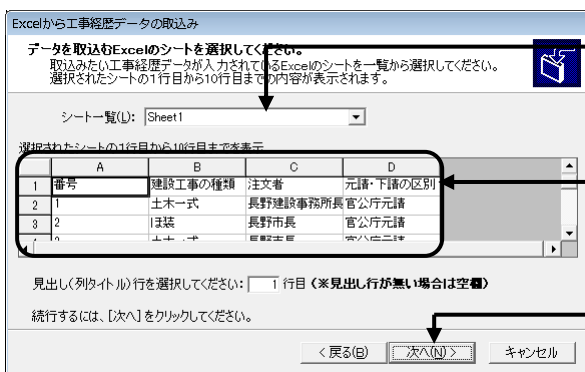 Excelから工事経歴データの取込み
データを取込むExcelのシートを選択してください。
取込みたい工事経歴データが入力されているExcelのシートを一覧から選択してください。
選択されたシートの1行目から10行目までの内容が表示されます。
シート一覧(L): Sheet1
選択されたシートの1行目から10行目までを表示
A B C D
1 番号 建設工事の種類 注文者 元請・下請の区別
2 1 土木一式 長野建設事務所長 官公庁元請
3 2 ほ装 長野市長 官公庁元請
見出し(列タイトル)行を選択してください: 1 行目 (※見出し行が無い場合は空欄)
続行するには、[次へ]をクリックしてください。
< 戻る(B) 次へ(N) > キャンセル